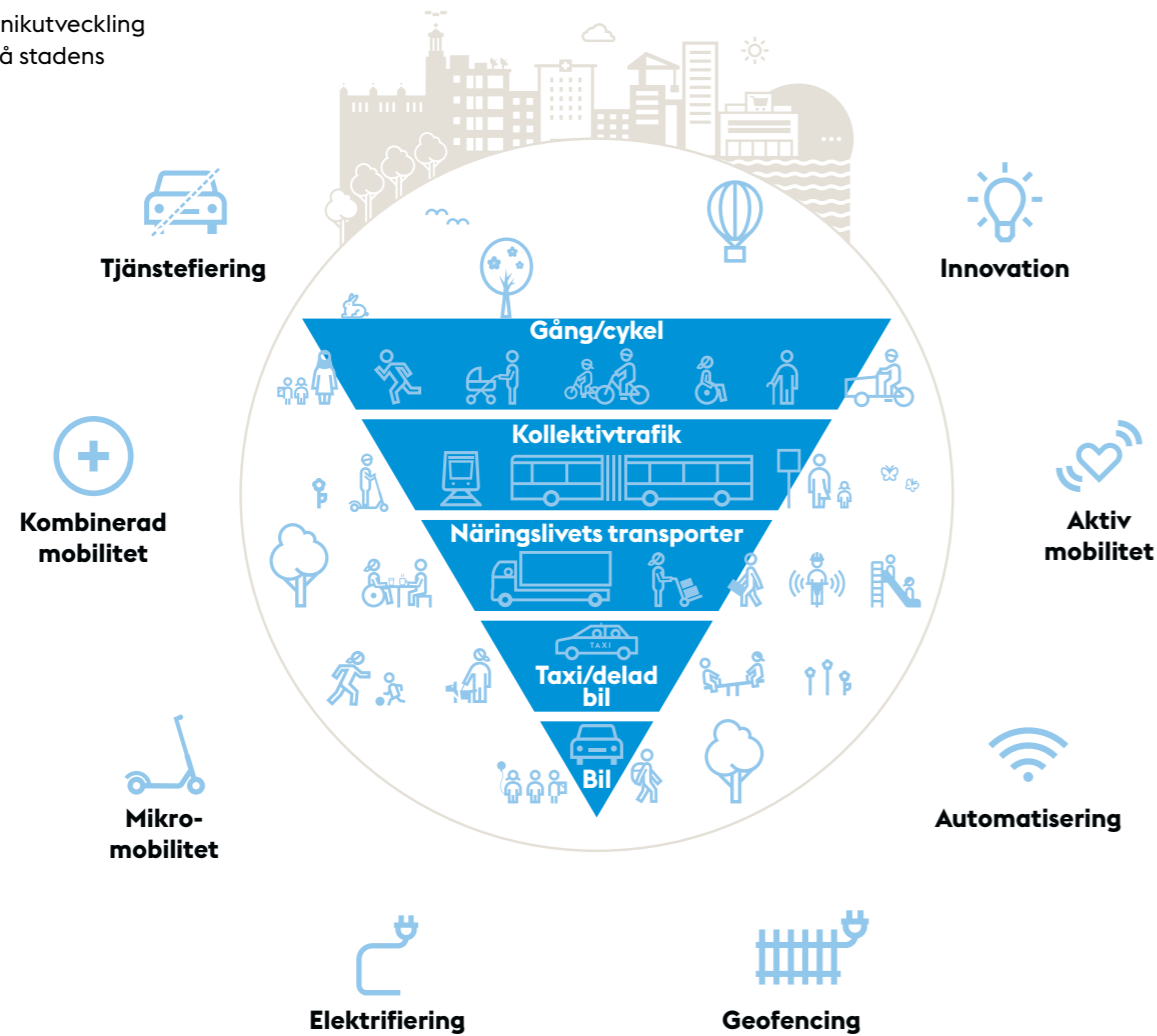 nikutveckling
å stadens
Tjänstefiering
Innovation
Gång/cykel
Kollektivtrafik
Kombinerad
mobilitet
Aktiv
mobilitet
Näringslivets transporter
TAXI
Taxi/delad
bil
Bil
Mikro-
mobilitet
Automatisering
Elektrifiering
Geofencing